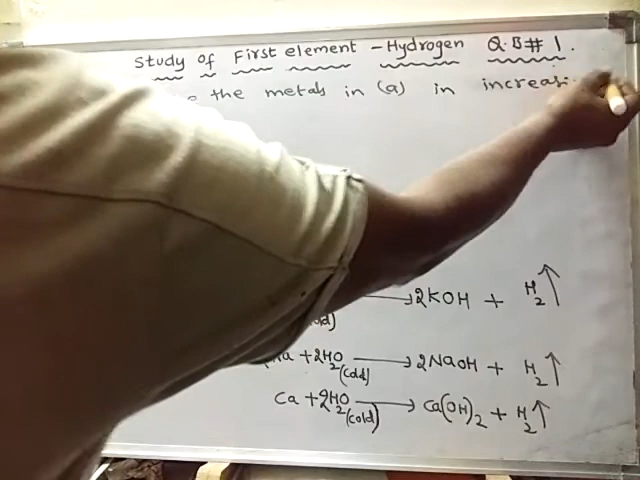 Study of First element - Hydrogen Q.B# 1.
the metals in (a) in increasi
→ 2KOH + H2↑
+ 2H2O (cold) → 2NaOH + H2↑
Ca + 2H2O (cold) → Ca(OH)2 + H2↑